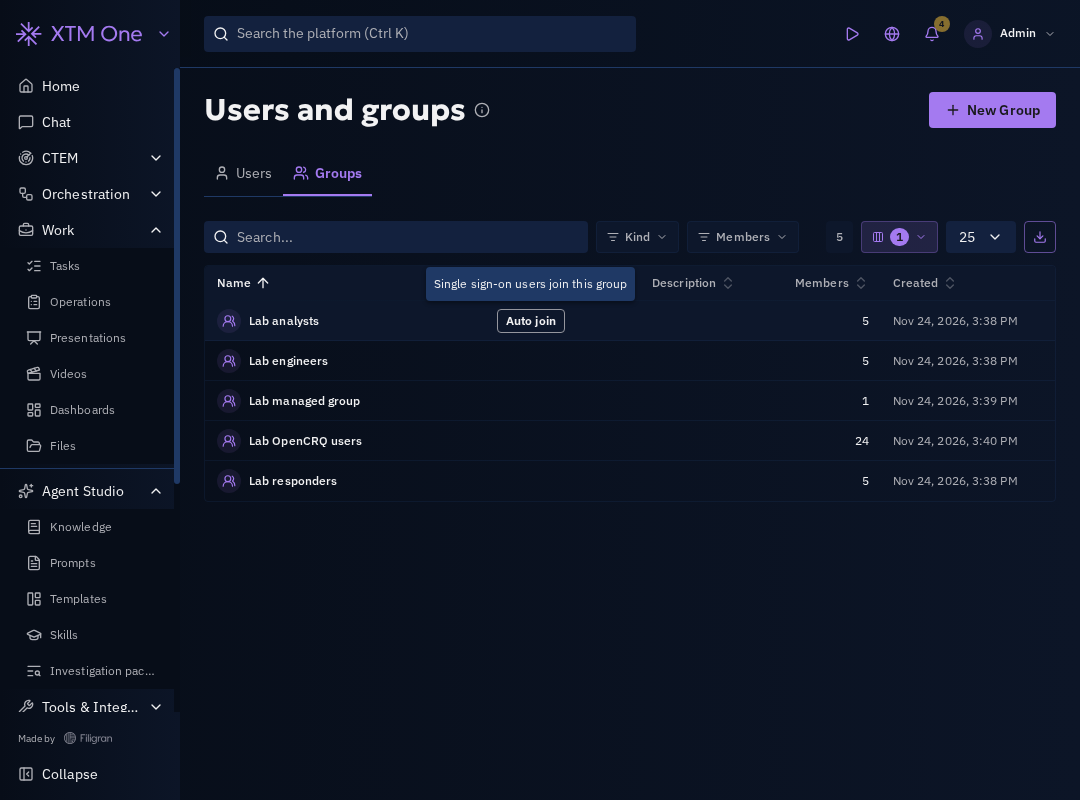 XTM One
Search the platform (Ctrl K)
4
Admin
Home
Chat
CTEM
Orchestration
Work
Tasks
Operations
Presentations
Videos
Dashboards
Files
Agent Studio
Knowledge
Prompts
Templates
Skills
Investigation pac...
Tools & Integ...
Made by Filigran
Collapse
Users and groups
New Group
Users
Groups
Search...
Kind
Members
5
1
25
Name
Single sign-on users join this group
Description
Members
Created
Lab analysts
Auto join
5
Nov 24, 2026, 3:38 PM
Lab engineers
5
Nov 24, 2026, 3:38 PM
Lab managed group
1
Nov 24, 2026, 3:39 PM
Lab OpenCRQ users
24
Nov 24, 2026, 3:40 PM
Lab responders
5
Nov 24, 2026, 3:38 PM